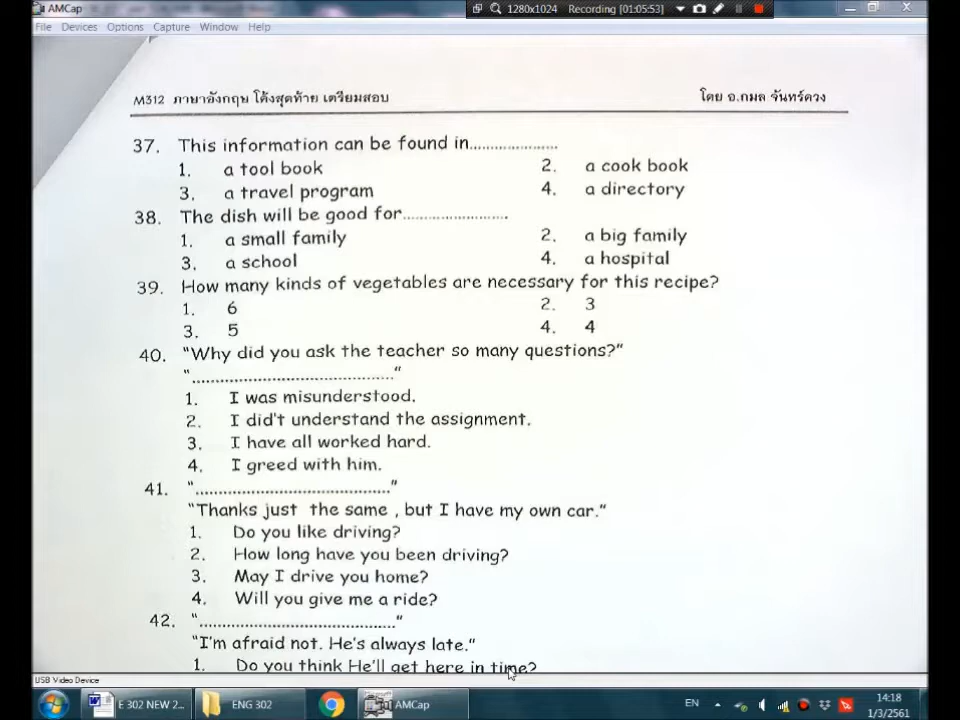 AMCap
1280x1024 Recording [01:05:53]
File Devices Options Capture Window Help
M312 ภาษาอังกฤษ โค้งสุดท้าย เตรียมสอบ โดย อ.กมล จันทร์ดวง
37. This information can be found in.....................
1. a tool book 2. a cook book
3. a travel program 4. a directory
38. The dish will be good for.........................
1. a small family 2. a big family
3. a school 4. a hospital
39. How many kinds of vegetables are necessary for this recipe?
1. 6 2. 3
3. 5 4. 4
40. "Why did you ask the teacher so many questions?"
"..........................................."
1. I was misunderstood.
2. I did't understand the assignment.
3. I have all worked hard.
4. I greed with him.
41. "........................................."
"Thanks just the same , but I have my own car."
1. Do you like driving?
2. How long have you been driving?
3. May I drive you home?
4. Will you give me a ride?
42. "........................................."
"I'm afraid not. He's always late."
1. Do you think He'll get here in time?
USB Video Device
E 302 NEW 2... ENG 302 AMCap EN 14:18
1/3/2561